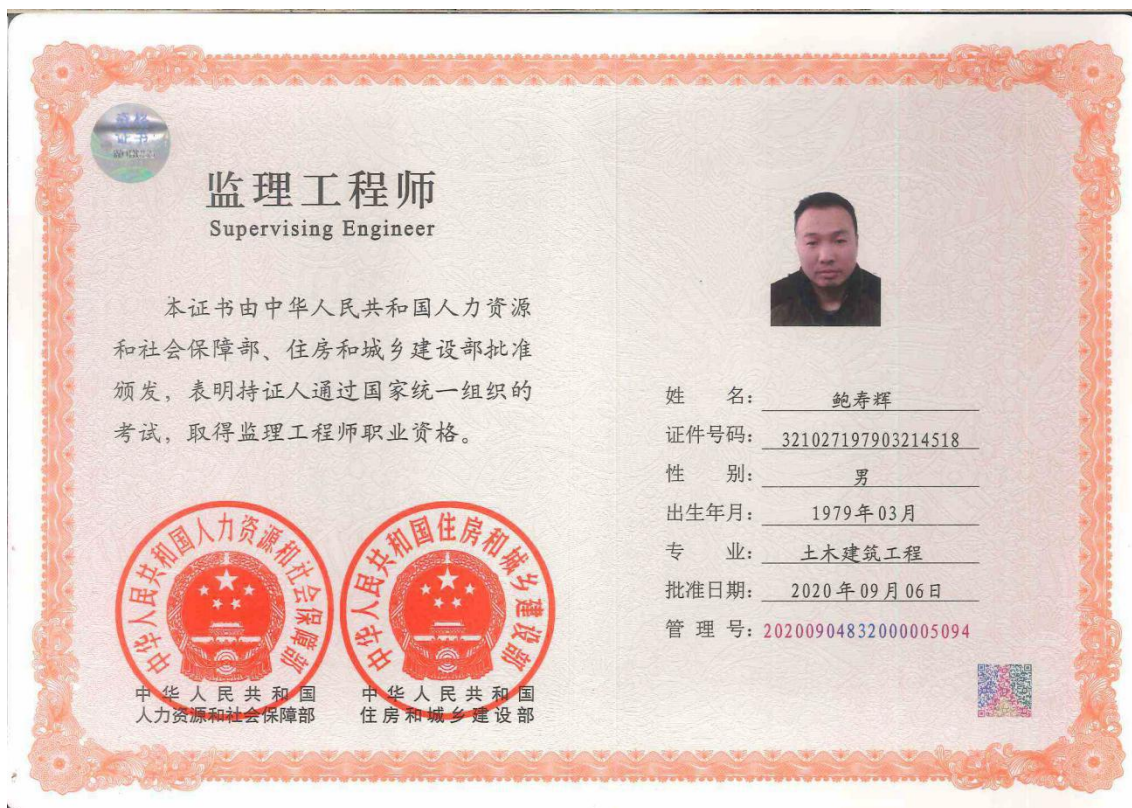 资格
证书
监理工程师
Supervising Engineer
本证书由中华人民共和国人力资源
和社会保障部、住房和城乡建设部批准
颁发，表明持证人通过国家统一组织的
考试，取得监理工程师职业资格。
中华人民共和国人力资源和社会保障部
中华人民共和国住房和城乡建设部
中华人民共和国
人力资源和社会保障部
中华人民共和国
住房和城乡建设部
姓 名：鲍寿辉
证件号码：321027197903214518
性 别：男
出生年月：1979年03月
专 业：土木建筑工程
批准日期：2020年09月06日
管 理 号：20200904832000005094